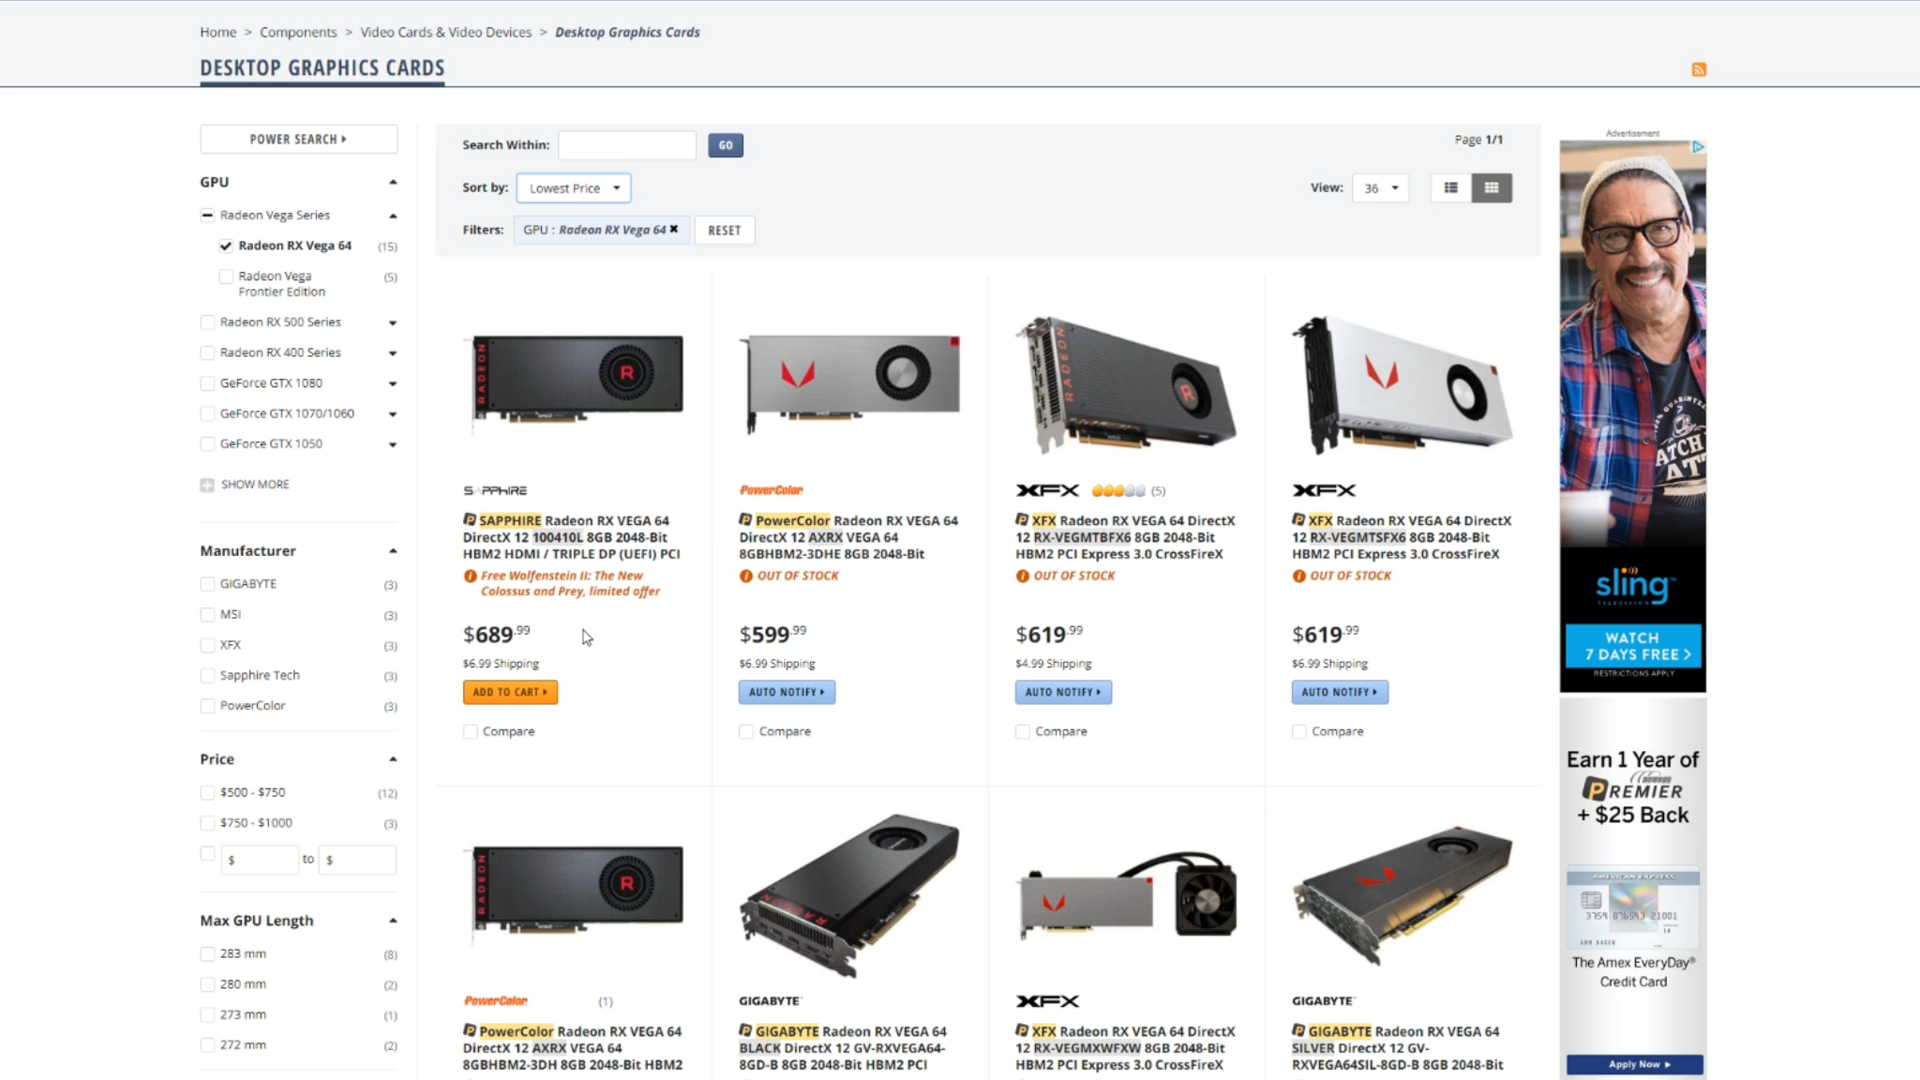 Home > Components > Video Cards & Video Devices > Desktop Graphics Cards
DESKTOP GRAPHICS CARDS
POWER SEARCH
GPU
Radeon Vega Series
Radeon RX Vega 64 (15)
Radeon Vega
Frontier Edition (5)
Radeon RX 500 Series
Radeon RX 400 Series
GeForce GTX 1080
GeForce GTX 1070/1060
GeForce GTX 1050
SHOW MORE
Manufacturer
GIGABYTE (3)
MSI (3)
XFX (3)
Sapphire Tech (3)
PowerColor (3)
Price
$500 - $750 (12)
$750 - $1000 (3)
$ to $
Max GPU Length
283 mm (8)
280 mm (2)
273 mm (1)
272 mm (2)
Search Within: GO
Page 1/1
Sort by: Lowest Price
View: 36
Filters: GPU : Radeon RX Vega 64 ✖ RESET
RADEON
R
SAPPHIRE
SAPPHIRE Radeon RX VEGA 64
DirectX 12 100410L 8GB 2048-Bit
HBM2 HDMI / TRIPLE DP (UEFI) PCI
Free Wolfenstein II: The New
Colossus and Prey, limited offer
$689.99
$6.99 Shipping
ADD TO CART
Compare
PowerColor
PowerColor Radeon RX VEGA 64
DirectX 12 AXRX VEGA 64
8GBHBM2-3DHE 8GB 2048-Bit
OUT OF STOCK
$599.99
$6.99 Shipping
AUTO NOTIFY
Compare
RADEON
R
XFX (5)
XFX Radeon RX VEGA 64 DirectX
12 RX-VEGMTBFX6 8GB 2048-Bit
HBM2 PCI Express 3.0 CrossFireX
OUT OF STOCK
$619.99
$4.99 Shipping
AUTO NOTIFY
Compare
XFX
XFX Radeon RX VEGA 64 DirectX
12 RX-VEGMTSFX6 8GB 2048-Bit
HBM2 PCI Express 3.0 CrossFireX
OUT OF STOCK
$619.99
$6.99 Shipping
AUTO NOTIFY
Compare
RADEON
R
PowerColor (1)
PowerColor Radeon RX VEGA 64
DirectX 12 AXRX VEGA 64
8GBHBM2-3DH 8GB 2048-Bit HBM2
RADEON
GIGABYTE
GIGABYTE Radeon RX VEGA 64
BLACK DirectX 12 GV-RXVEGA64-
8GD-B 8GB 2048-Bit HBM2 PCI
XFX
XFX Radeon RX VEGA 64 DirectX
12 RX-VEGMXWFXW 8GB 2048-Bit
HBM2 PCI Express 3.0 CrossFireX
GIGABYTE
GIGABYTE Radeon RX VEGA 64
SILVER DirectX 12 GV-
RXVEGA64SIL-8GD-B 8GB 2048-Bit
Advertisement
sling
TELEVISION
WATCH
7 DAYS FREE >
RESTRICTIONS APPLY
Earn 1 Year of
newegg
PREMIER
+ $25 Back
AMERICAN EXPRESS
3759 876543 21001
The Amex EveryDay®
Credit Card
Apply Now